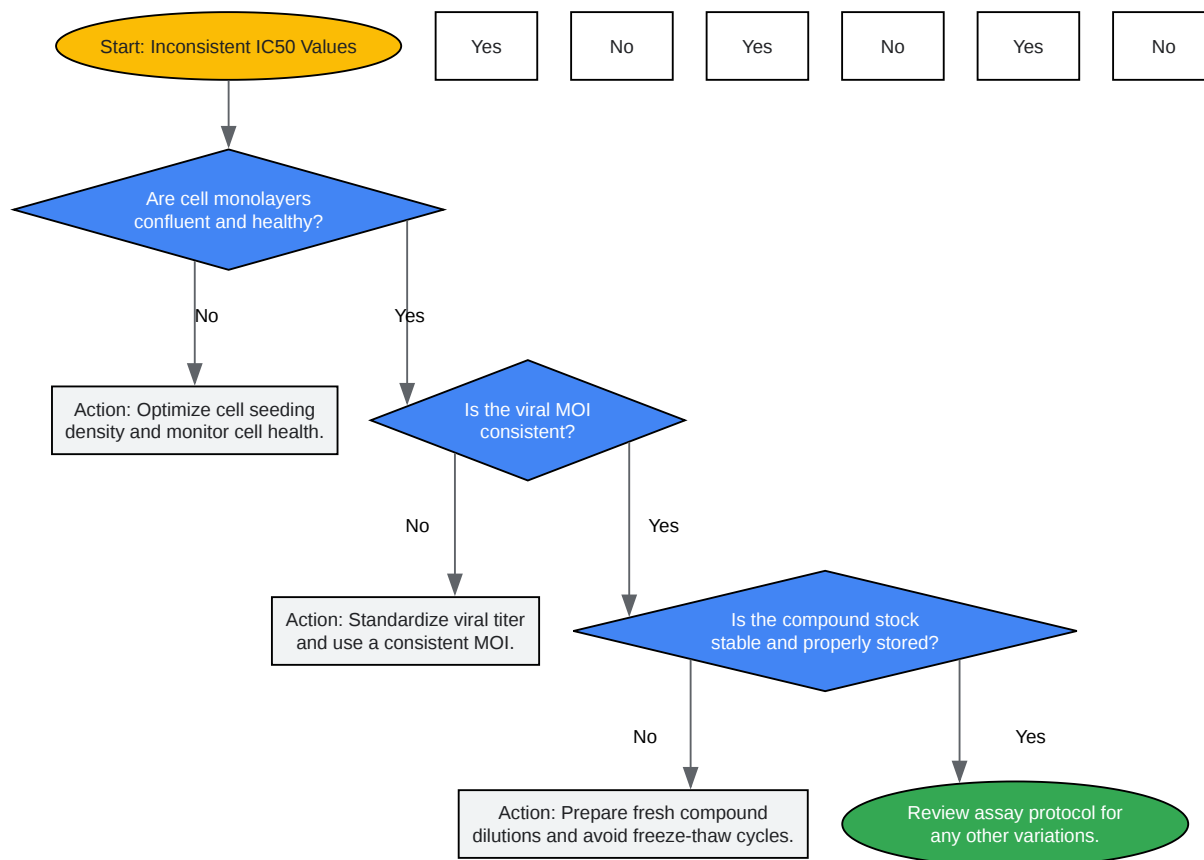 Start: Inconsistent IC50 Values
Yes
No
Yes
No
Yes
No
Are cell monolayers
confluent and healthy?
No
Yes
Action: Optimize cell seeding
density and monitor cell health.
Is the viral MOI
consistent?
No
Yes
Action: Standardize viral titer
and use a consistent MOI.
Is the compound stock
stable and properly stored?
No
Yes
Action: Prepare fresh compound
dilutions and avoid freeze-thaw cycles.
Review assay protocol for
any other variations.